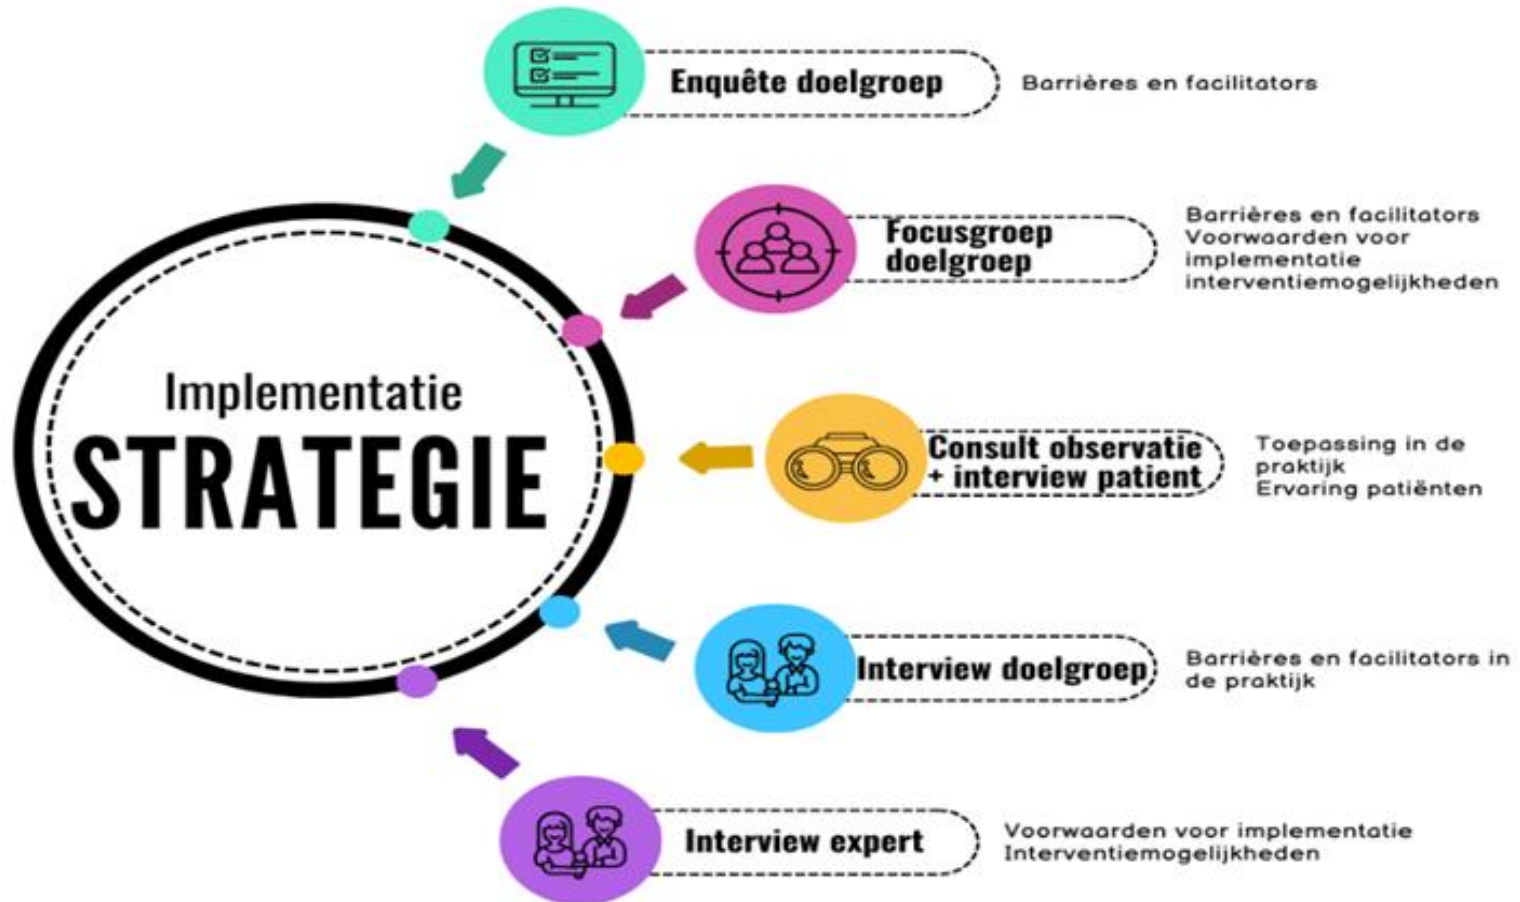 Enquête doelgroep
Barrières en facilitators
Focusgroep
doelgroep
Barrières en facilitators
Voorwaarden voor
implementatie
interventiemogelijkheden
Implementatie
STRATEGIE
Consult observatie
+ interview patient
Toepassing in de
praktijk
Ervaring patiënten
Interview doelgroep
Barrières en facilitators in
de praktijk
Interview expert
Voorwaarden voor implementatie
Interventiemogelijkheden